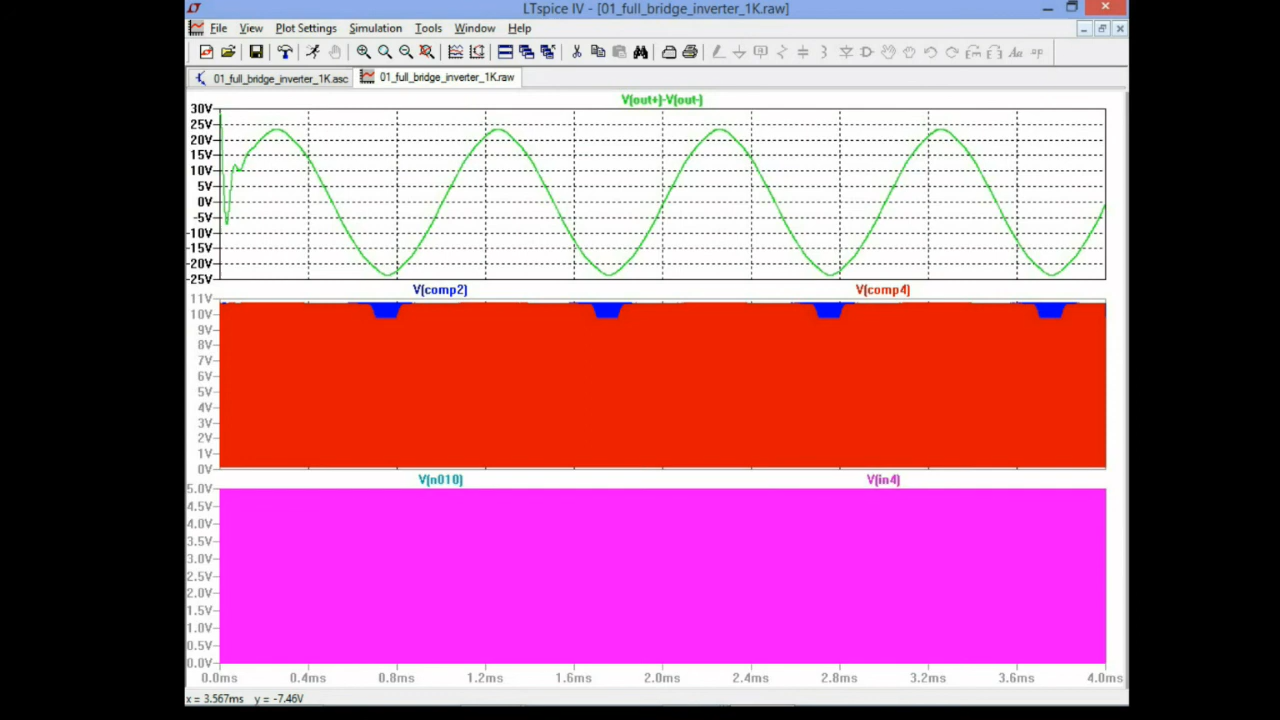 LTspice IV - [01_full_bridge_inverter_1K.raw]
File View Plot Settings Simulation Tools Window Help
01_full_bridge_inverter_1K.asc 01_full_bridge_inverter_1K.raw
V(out+)-V(out-)
30V
25V
20V
15V
10V
5V
0V
-5V
-10V
-15V
-20V
-25V
V(comp2) V(comp4)
11V
10V
9V
8V
7V
6V
5V
4V
3V
2V
1V
0V
V(n010) V(in4)
5.0V
4.5V
4.0V
3.5V
3.0V
2.5V
2.0V
1.5V
1.0V
0.5V
0.0V
0.0ms 0.4ms 0.8ms 1.2ms 1.6ms 2.0ms 2.4ms 2.8ms 3.2ms 3.6ms 4.0ms
x = 3.567ms y = -7.46V